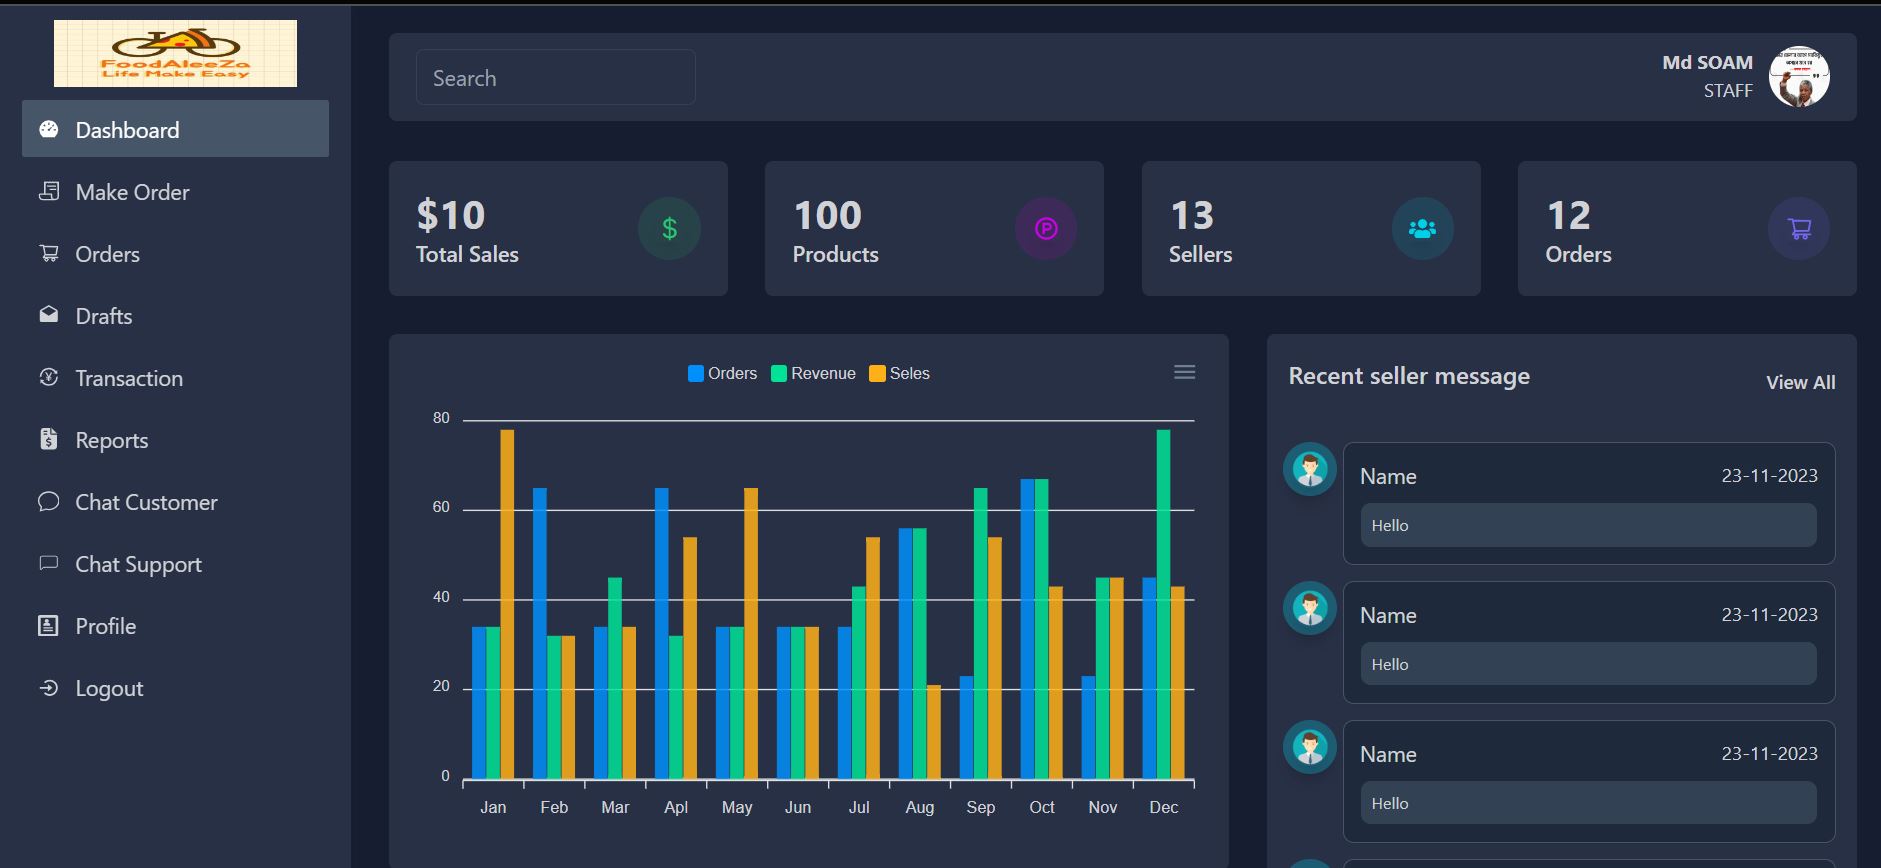 FoodAleeZa
Life Make Easy
Dashboard
Make Order
Orders
Drafts
Transaction
Reports
Chat Customer
Chat Support
Profile
Logout
Search
Md SOAM
STAFF
$10
Total Sales
100
Products
13
Sellers
12
Orders
Orders Revenue Seles
80
60
40
20
0
Jan Feb Mar Apl May Jun Jul Aug Sep Oct Nov Dec
Recent seller message
View All
Name 23-11-2023
Hello
Name 23-11-2023
Hello
Name 23-11-2023
Hello